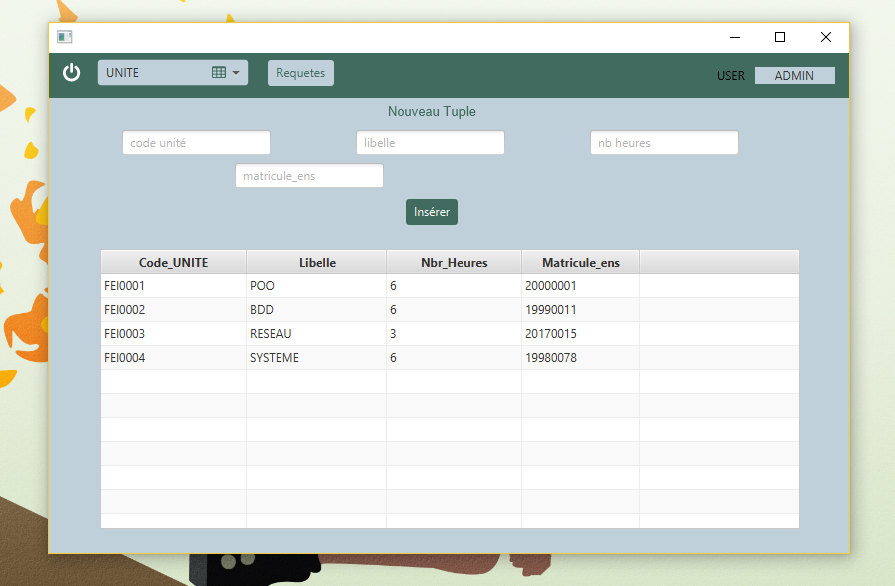 UNITE Requetes USER ADMIN
Nouveau Tuple
code unité libelle nb heures
matricule_ens
Insérer
Code_UNITE Libelle Nbr_Heures Matricule_ens
FEI0001 POO 6 20000001
FEI0002 BDD 6 19990011
FEI0003 RESEAU 3 20170015
FEI0004 SYSTEME 6 19980078